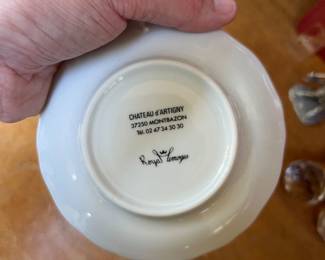 CHATEAU d'ARTIGNY
37250 MONTBAZON
Tél. 02 47 34 30 30
Royal Limoges